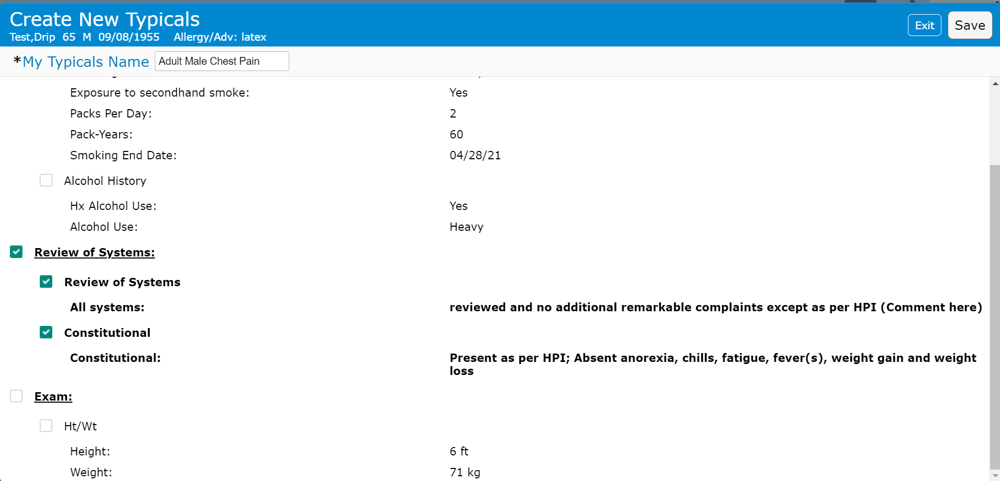 Create New Typicals
Test,Drip 65 M 09/08/1955 Allergy/Adv: latex
Exit
Save
*My Typicals Name
Adult Male Chest Pain
Exposure to secondhand smoke: Yes
Packs Per Day: 2
Pack-Years: 60
Smoking End Date: 04/28/21
Alcohol History
Hx Alcohol Use: Yes
Alcohol Use: Heavy
Review of Systems:
Review of Systems
All systems: reviewed and no additional remarkable complaints except as per HPI (Comment here)
Constitutional
Constitutional: Present as per HPI; Absent anorexia, chills, fatigue, fever(s), weight gain and weight
loss
Exam:
Ht/Wt
Height: 6 ft
Weight: 71 kg